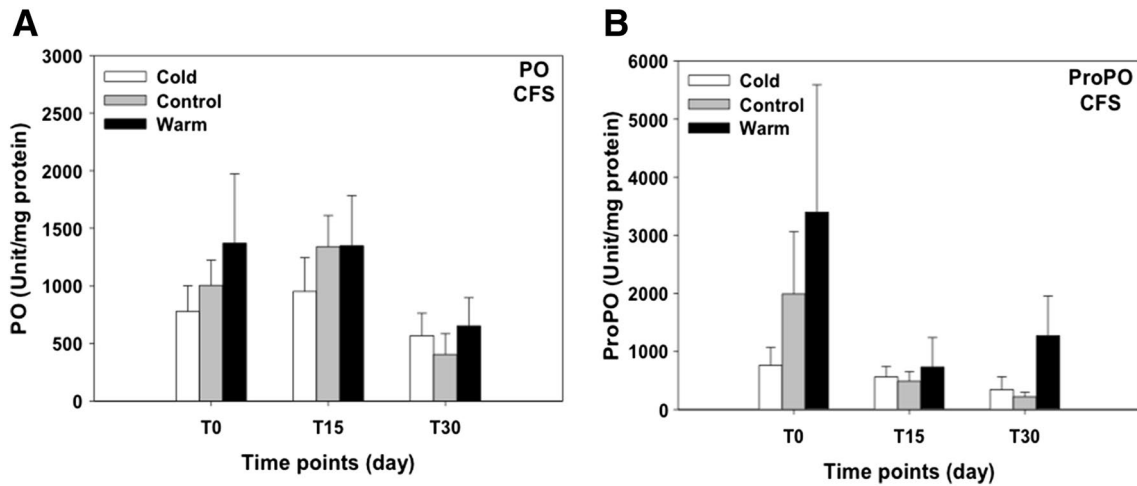 A
3000
2500
2000
1500
1000
500
0
PO (Unit/mg protein)
Cold
Control
Warm
PO
CFS
T0
T15
T30
Time points (day)
B
6000
5000
4000
3000
2000
1000
0
ProPO (Unit/mg protein)
Cold
Control
Warm
ProPO
CFS
T0
T15
T30
Time points (day)